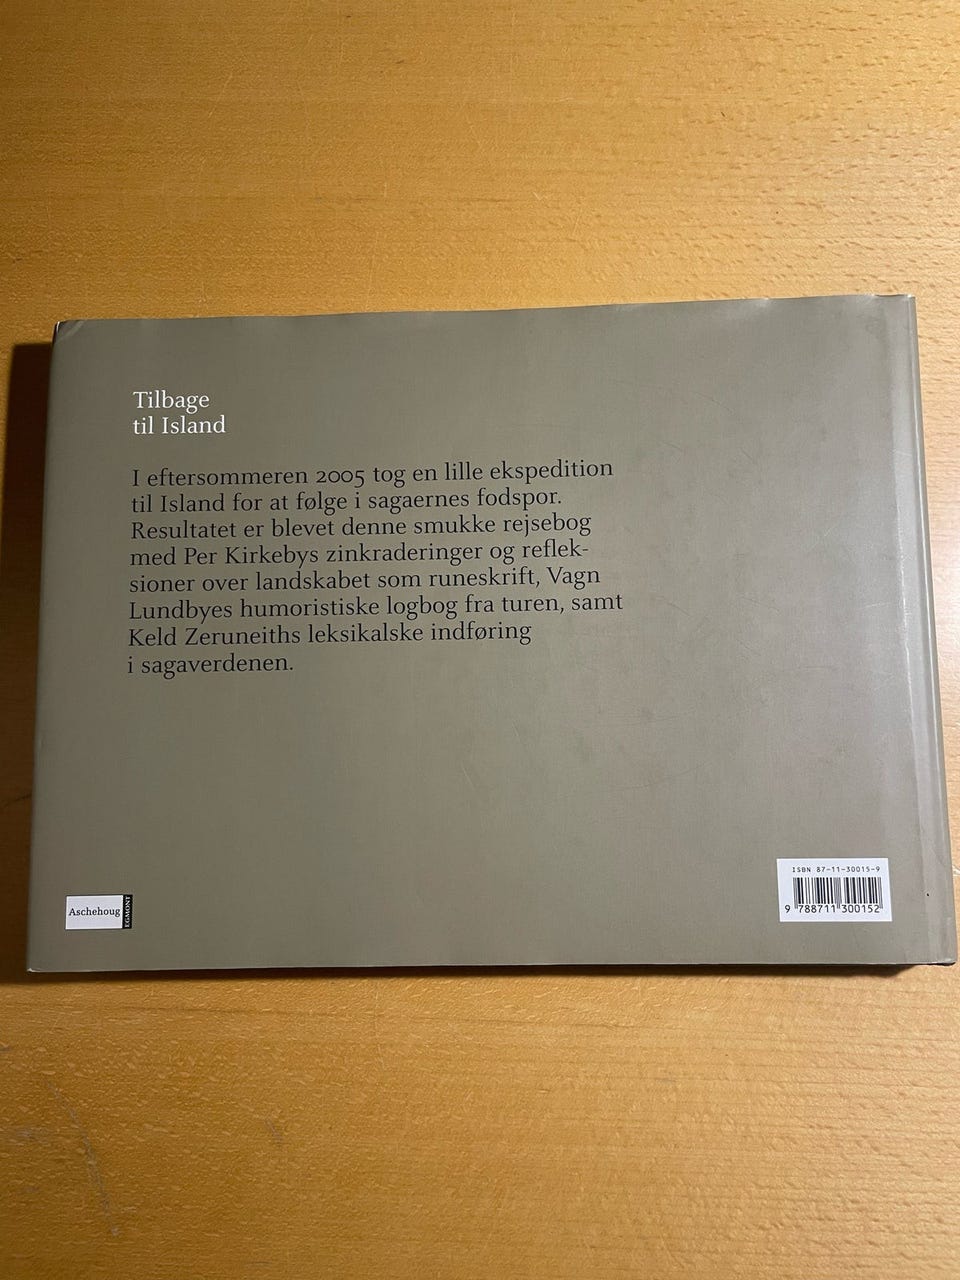 Tilbage
til Island
I eftersommeren 2005 tog en lille ekspedition
til Island for at følge i sagaernes fodspor.
Resultatet er blevet denne smukke rejsebog
med Per Kirkebys zinkraderinger og reflek-
sioner over landskabet som runeskrift, Vagn
Lundbyes humoristiske logbog fra turen, samt
Keld Zeruneiths leksikalske indføring
i sagaverdenen.
Aschehoug
EGMONT
ISBN 87-11-30015-9
9 788711 300152